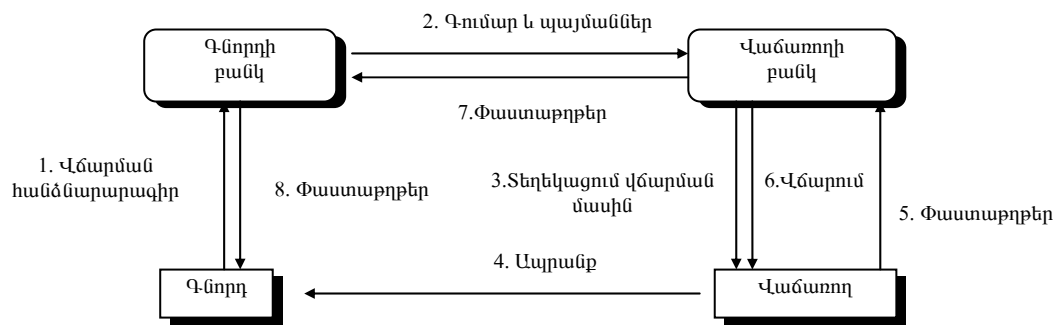 2. Գումար և պայմաններ
Գնորդի
բանկ
Վաճառողի
բանկ
7.Փաստաթղթեր
1. Վճարման
հանձնարարագիր
8. Փաստաթղթեր
3.Տեղեկացում վճարման
մասին
6.Վճարում
5. Փաստաթղթեր
4. Ապրանք
Գնորդ
Վաճառող